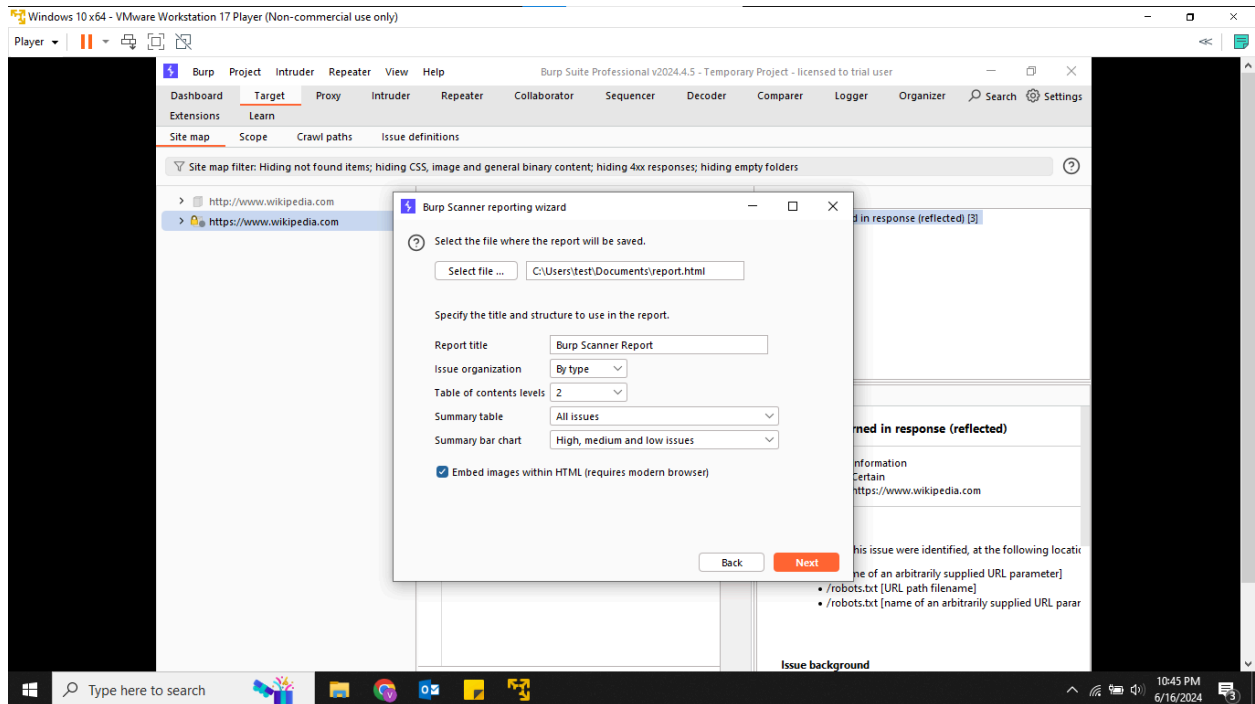 Windows 10 x64 - VMware Workstation 17 Player (Non-commercial use only)
Player
Burp Project Intruder Repeater View Help Burp Suite Professional v2024.4.5 - Temporary Project - licensed to trial user
Dashboard Target Proxy Intruder Repeater Collaborator Sequencer Decoder Comparer Logger Organizer Search Settings
Extensions Learn
Site map Scope Crawl paths Issue definitions
Site map filter: Hiding not found items; hiding CSS, image and general binary content; hiding 4xx responses; hiding empty folders
http://www.wikipedia.com
https://www.wikipedia.com
d in response (reflected) [3]
Burp Scanner reporting wizard
Select the file where the report will be saved.
Select file ... C:\Users\test\Documents\report.html
Specify the title and structure to use in the report.
Report title Burp Scanner Report
Issue organization By type
Table of contents levels 2
Summary table All issues
Summary bar chart High, medium and low issues
Embed images within HTML (requires modern browser)
Back Next
rned in response (reflected)
nformation
Certain
https://www.wikipedia.com
his issue were identified, at the following locatic
me of an arbitrarily supplied URL parameter]
• /robots.txt [URL path filename]
• /robots.txt [name of an arbitrarily supplied URL parar
Issue background
Type here to search
10:45 PM
6/16/2024
3